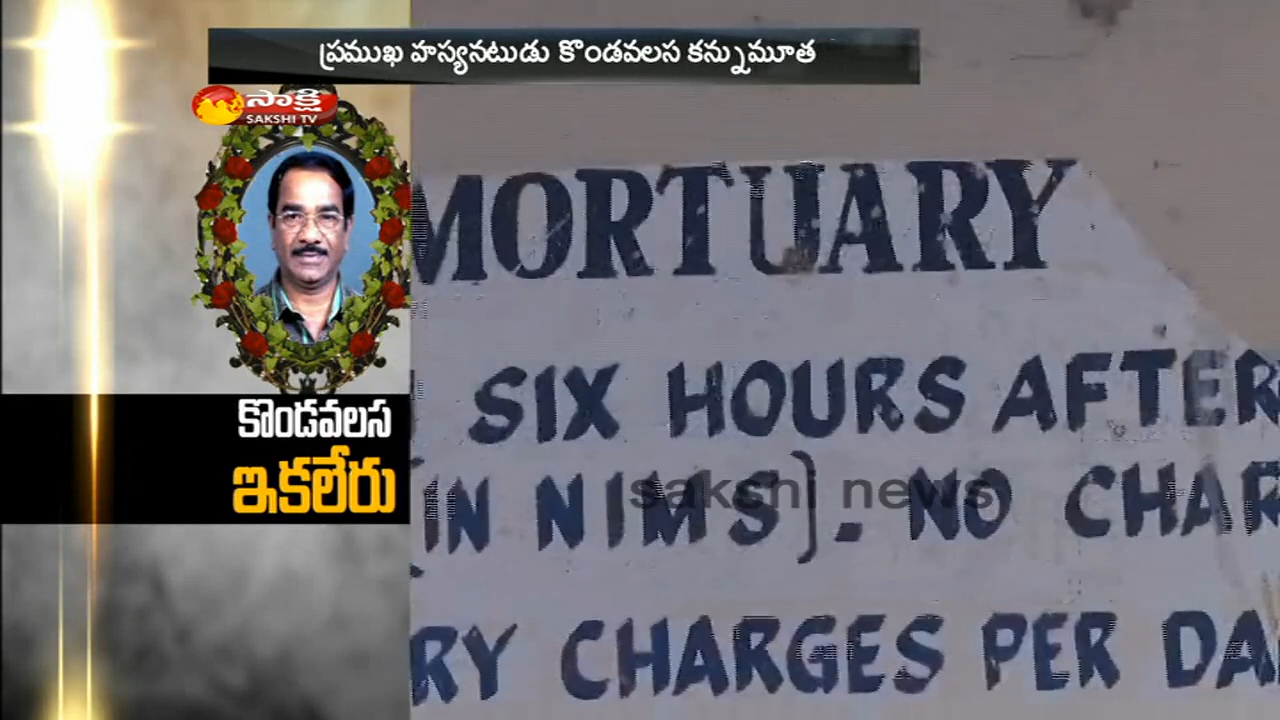 ప్రముఖ హస్యనటుడు కొండవలస కన్నుమూత
సాక్షి
SAKSHI TV
కొండవలస
ఇకలేరు
MORTUARY
SIX HOURS AFTER
(IN NIMS). NO CHAR
RY CHARGES PER DA
sakshi news